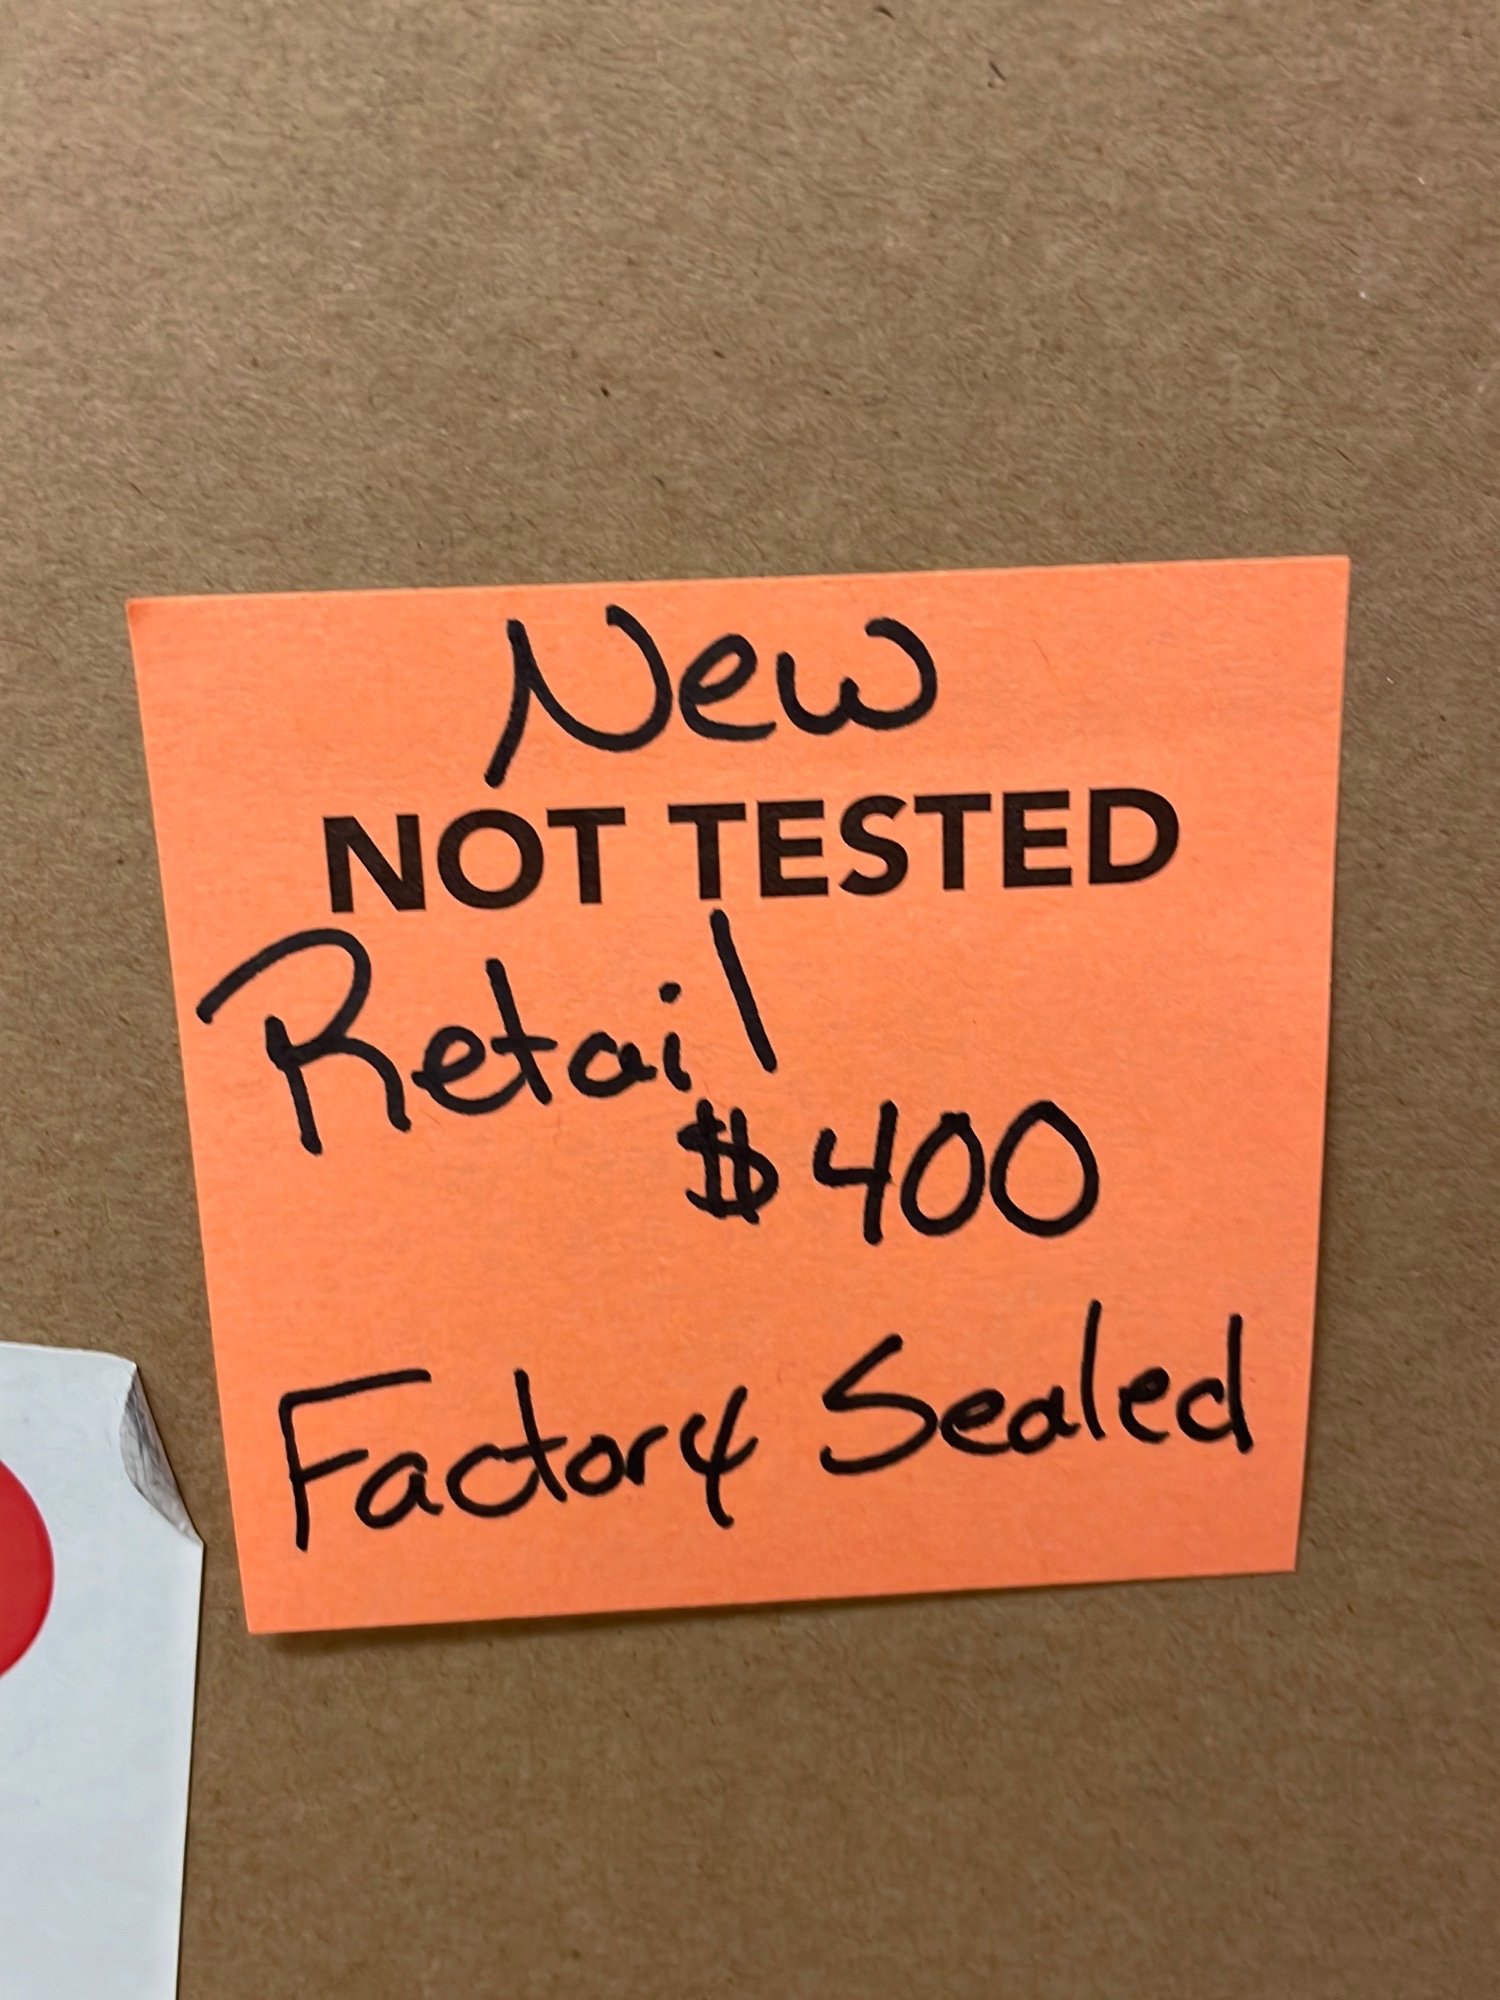 New
NOT TESTED
Retail
$400
Factory Sealed